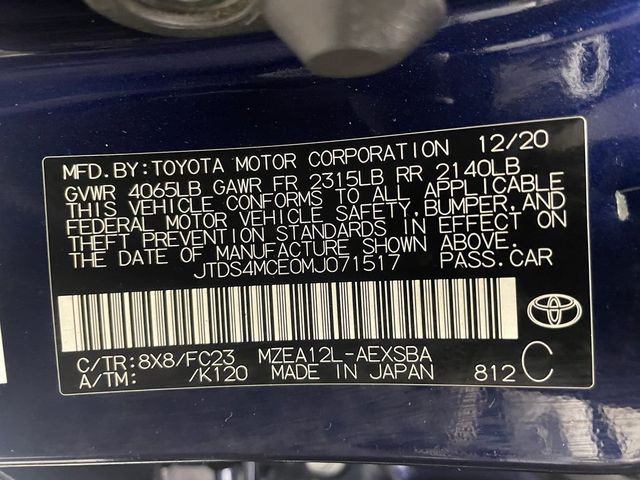 MFD. BY: TOYOTA MOTOR CORPORATION 12/20
GVWR 4065LB GAWR FR 2315LB RR 2140LB
THIS VEHICLE CONFORMS TO ALL APPLICABLE
FEDERAL MOTOR VEHICLE SAFETY, BUMPER, AND
THEFT PREVENTION STANDARDS IN EFFECT ON
THE DATE OF MANUFACTURE SHOWN ABOVE.
JTDS4MCE0MJ071517 PASS. CAR
C/TR: 8X8/FC23 MZEA12L-AEXSBA
A/TM: /K120 MADE IN JAPAN 812 C